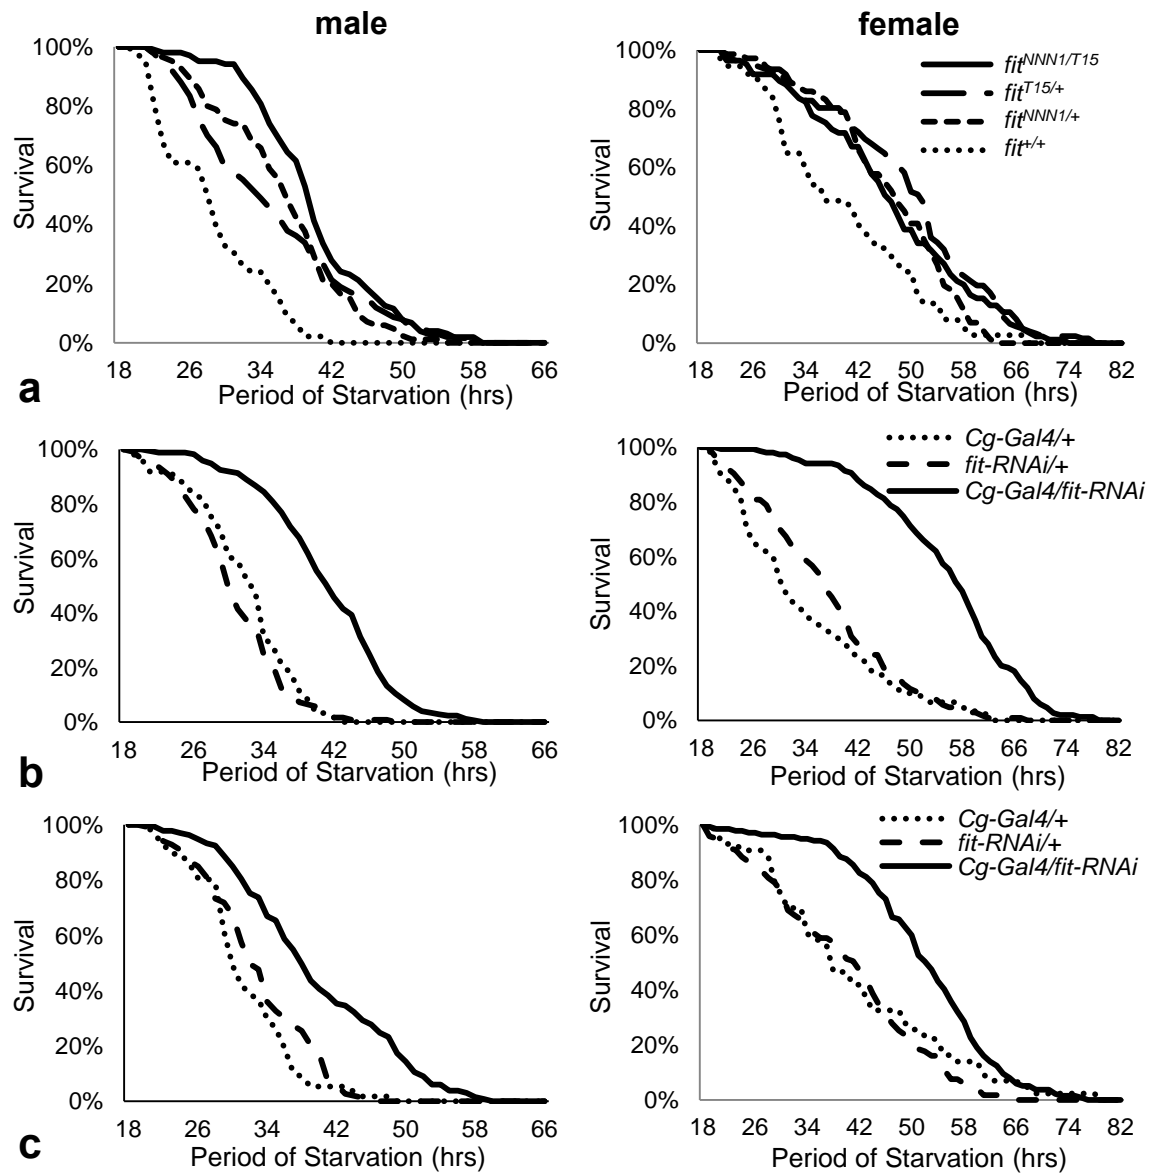 male
female
100%
80%
60%
40%
20%
0%
Survival
18 26 34 42 50 58 66
Period of Starvation (hrs)
a
100%
80%
60%
40%
20%
0%
Survival
18 26 34 42 50 58 66 74 82
Period of Starvation (hrs)
fit^NNN1/T15
fit^T15/+
fit^NNN1/+
fit^+/+
100%
80%
60%
40%
20%
0%
Survival
18 26 34 42 50 58 66
Period of Starvation (hrs)
b
100%
80%
60%
40%
20%
0%
Survival
18 26 34 42 50 58 66 74 82
Period of Starvation (hrs)
Cg-Gal4/+
fit-RNAi/+
Cg-Gal4/fit-RNAi
100%
80%
60%
40%
20%
0%
Survival
18 26 34 42 50 58 66
Period of Starvation (hrs)
c
100%
80%
60%
40%
20%
0%
Survival
18 26 34 42 50 58 66 74 82
Period of Starvation (hrs)
Cg-Gal4/+
fit-RNAi/+
Cg-Gal4/fit-RNAi